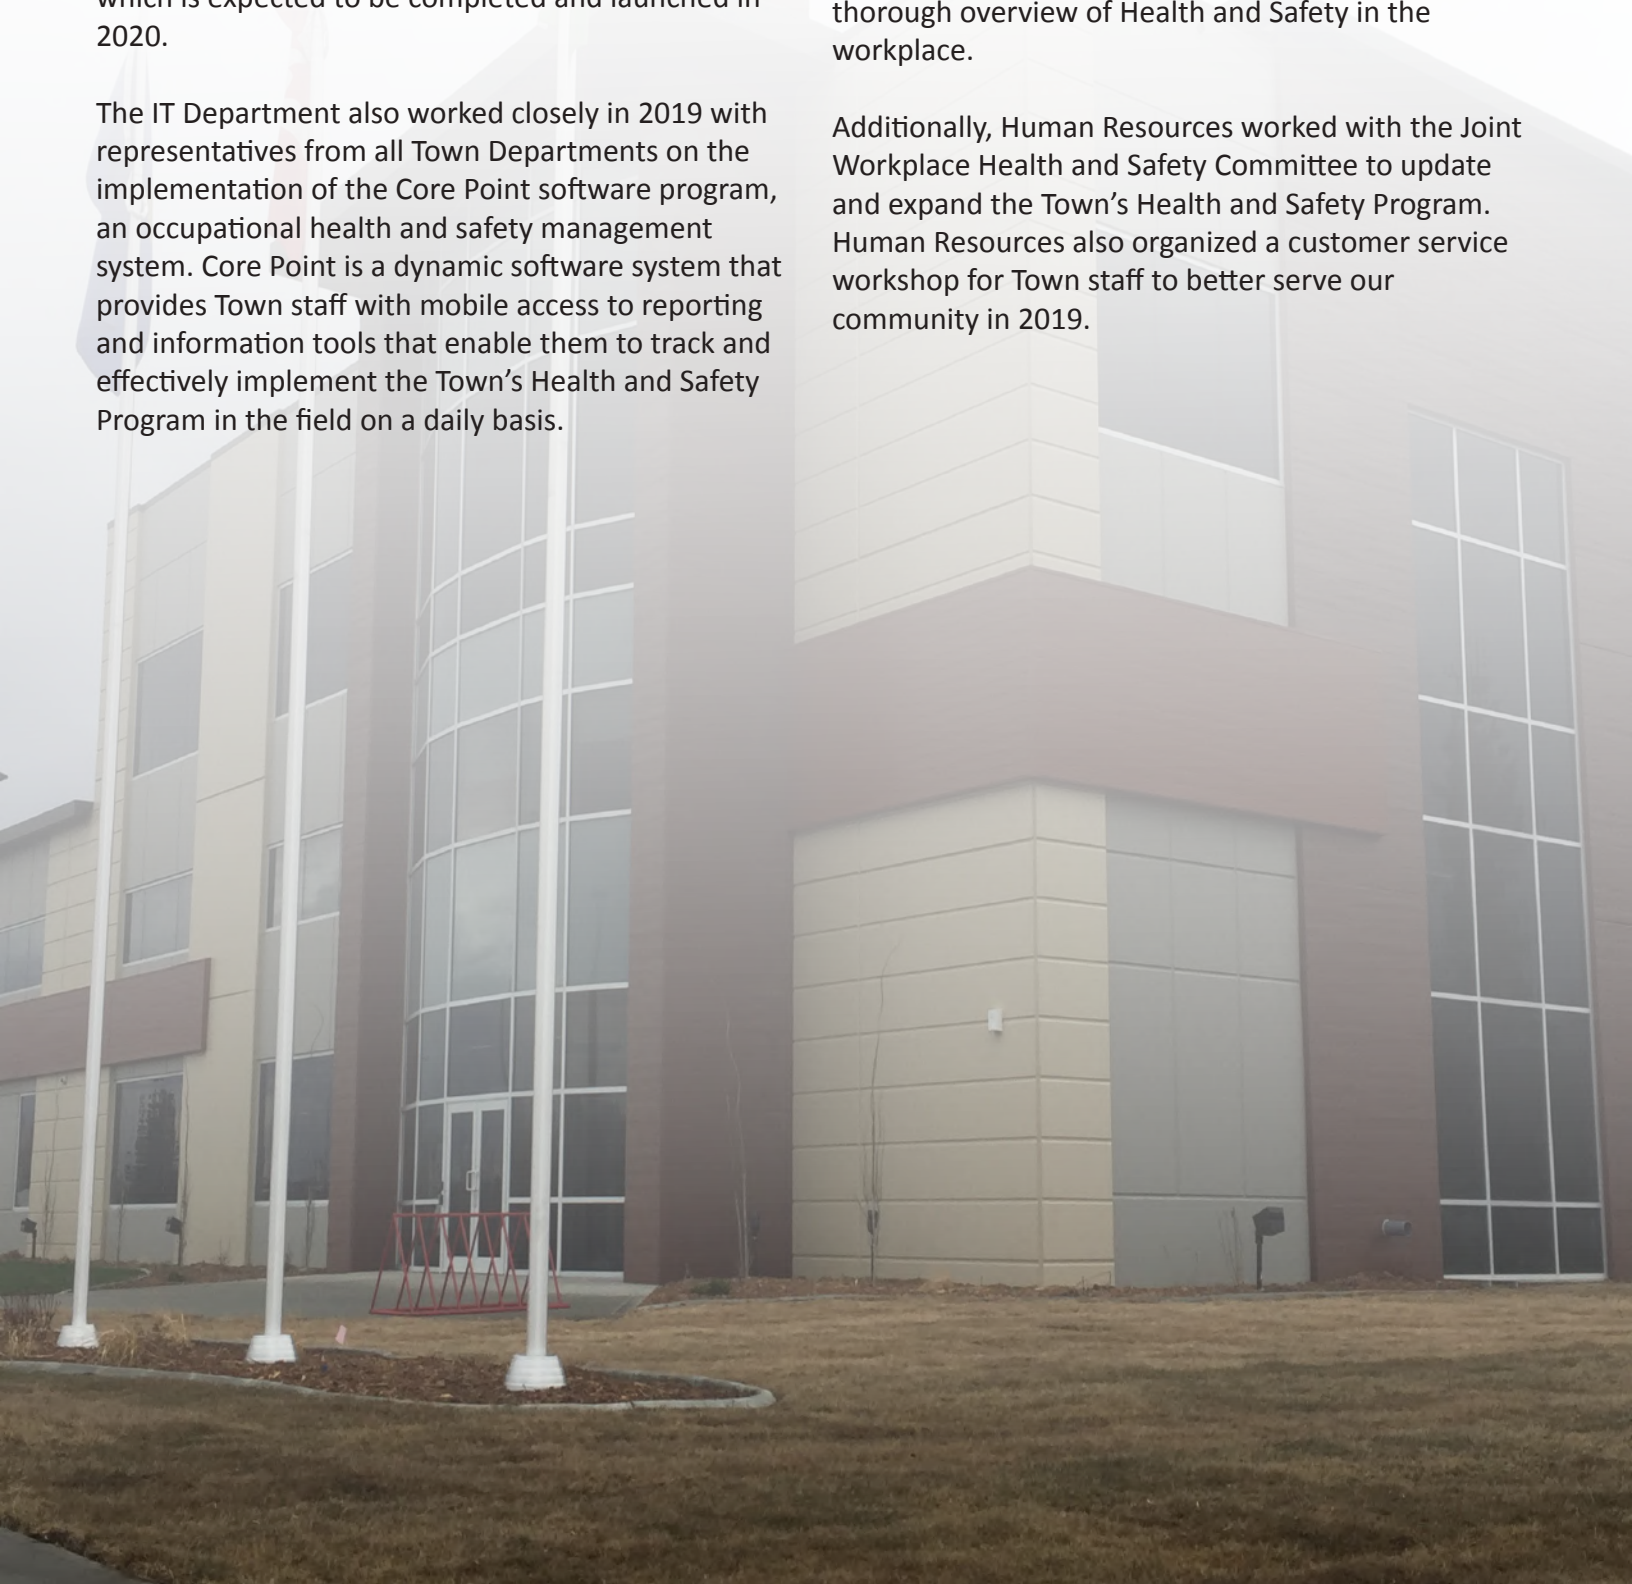 which is expected to be completed and launched in
2020.
The IT Department also worked closely in 2019 with
representatives from all Town Departments on the
implementation of the Core Point software program,
an occupational health and safety management
system. Core Point is a dynamic software system that
provides Town staff with mobile access to reporting
and information tools that enable them to track and
effectively implement the Town’s Health and Safety
Program in the field on a daily basis.
thorough overview of Health and Safety in the
workplace.
Additionally, Human Resources worked with the Joint
Workplace Health and Safety Committee to update
and expand the Town’s Health and Safety Program.
Human Resources also organized a customer service
workshop for Town staff to better serve our
community in 2019.